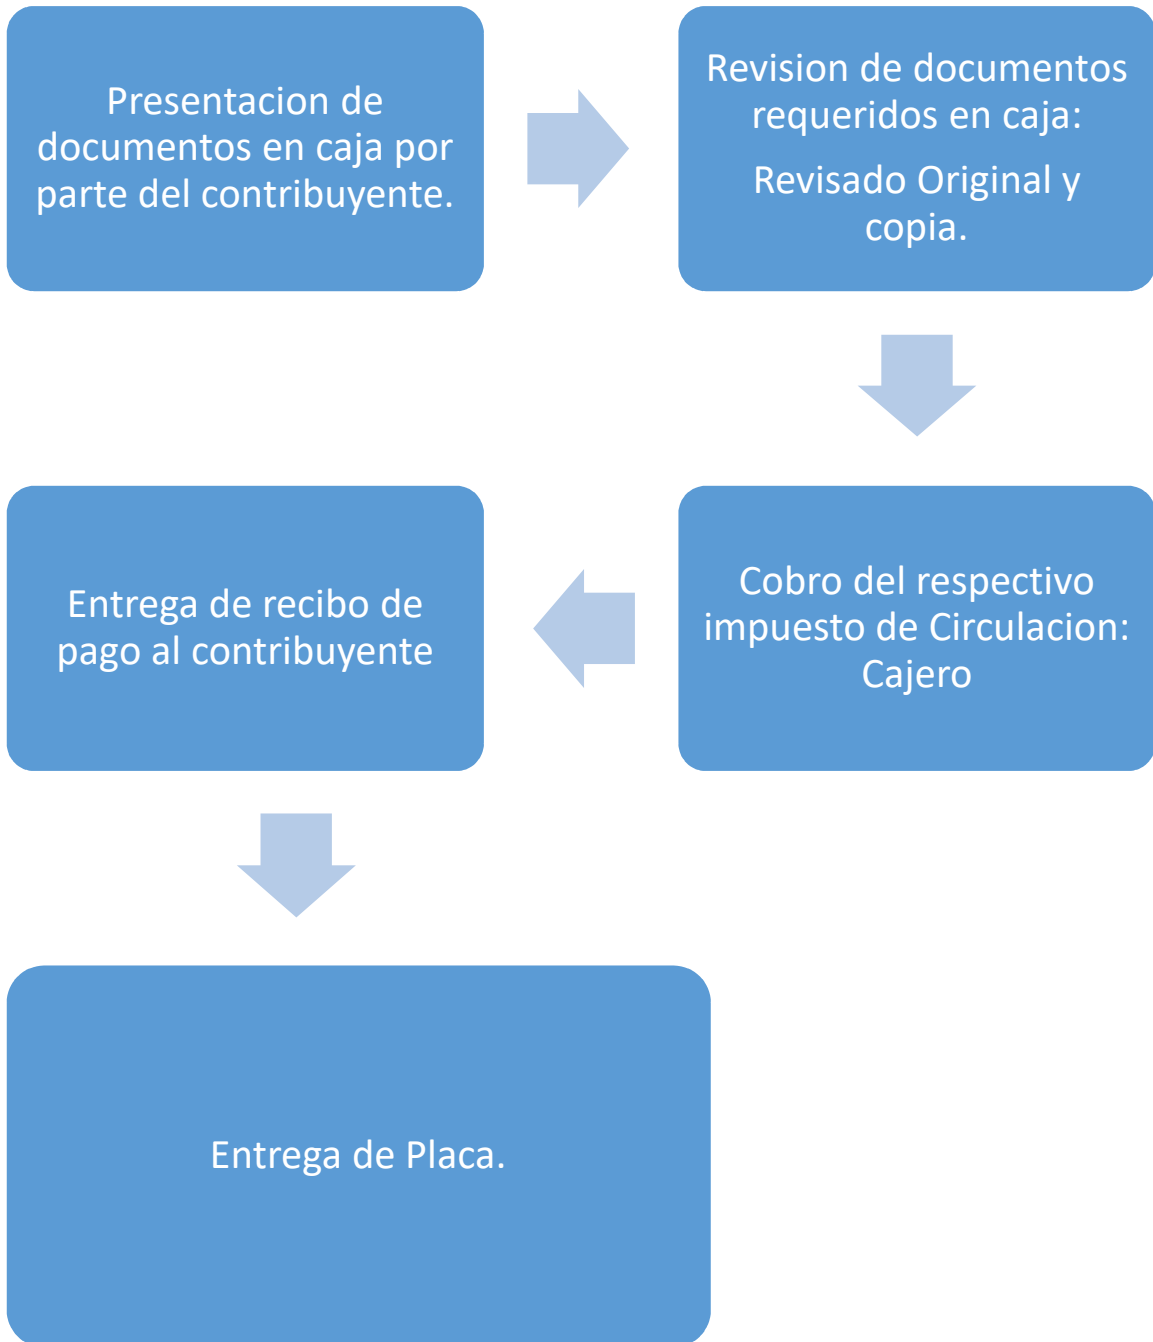 Presentacion de
documentos en caja por
parte del contribuyente.
Revision de documentos
requeridos en caja:
Revisado Original y
copia.
Cobro del respectivo
impuesto de Circulacion:
Cajero
Entrega de recibo de
pago al contribuyente
Entrega de Placa.